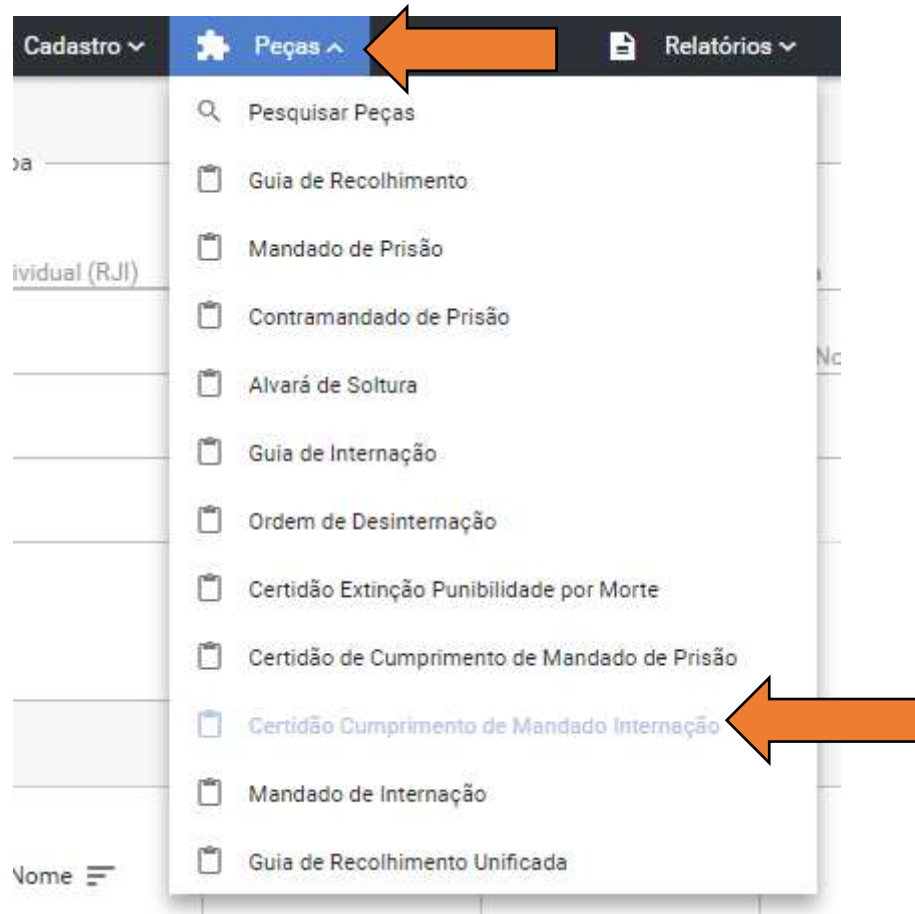 Cadastro Peças Relatórios
Pesquisar Peças
Guia de Recolhimento
Mandado de Prisão
ividual (RJI)
Contramandado de Prisão
Alvará de Soltura
Guia de Internação
Ordem de Desinternação
Certidão Extinção Punibilidade por Morte
Certidão de Cumprimento de Mandado de Prisão
Certidão Cumprimento de Mandado Internação
Mandado de Internação
Guia de Recolhimento Unificada
Nome